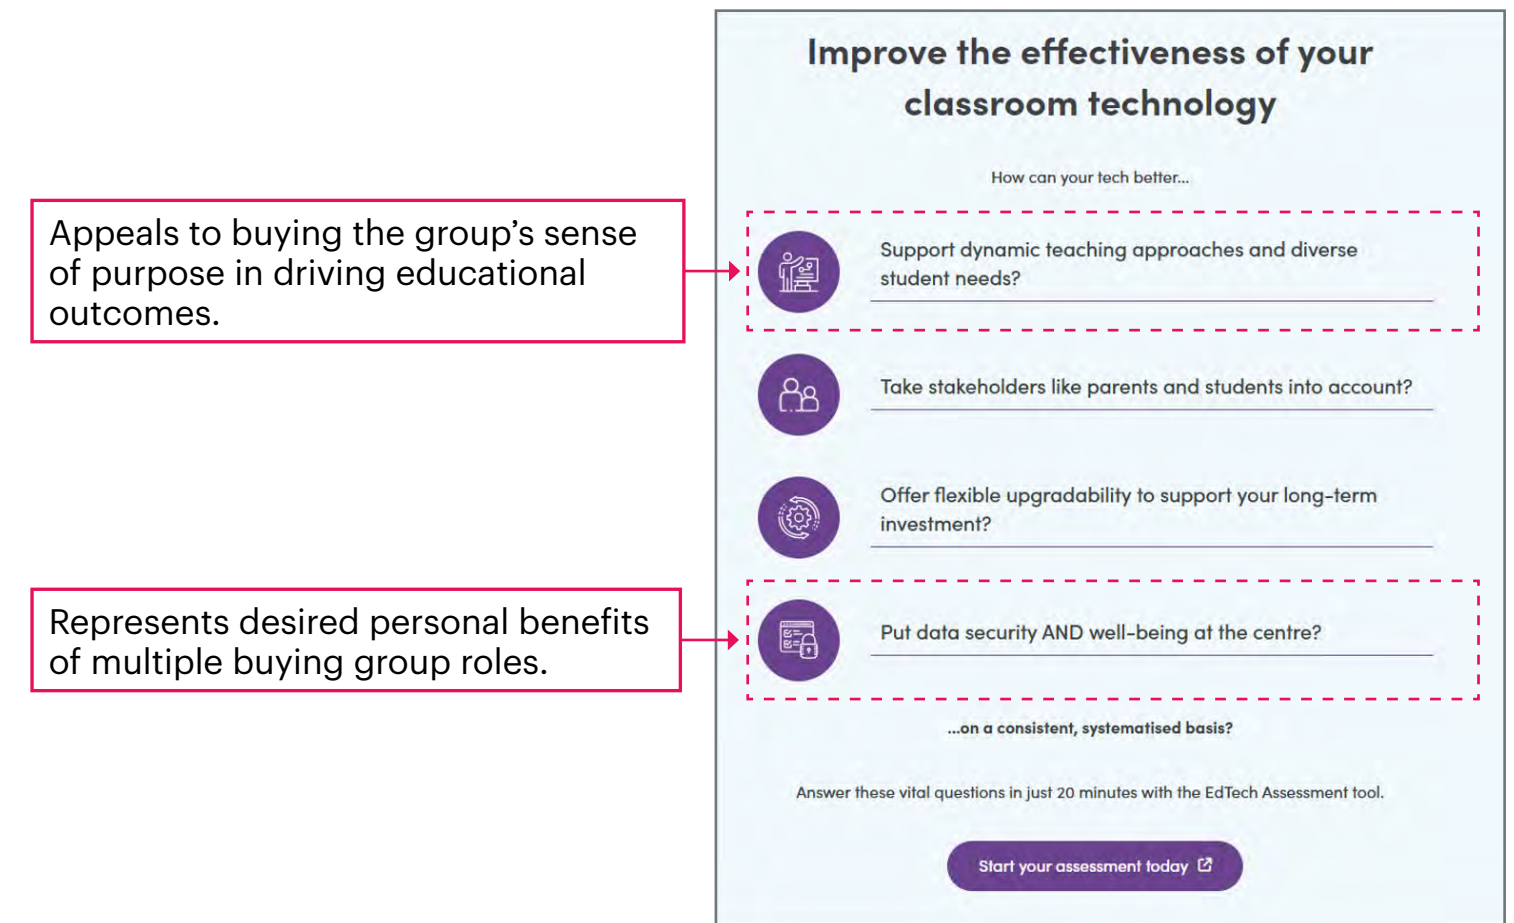 Improve the effectiveness of your
classroom technology
How can your tech better...
Appeals to buying the group’s sense
of purpose in driving educational
outcomes.
Support dynamic teaching approaches and diverse
student needs?
Take stakeholders like parents and students into account?
Offer flexible upgradability to support your long-term
investment?
Represents desired personal benefits
of multiple buying group roles.
Put data security AND well-being at the centre?
...on a consistent, systematised basis?
Answer these vital questions in just 20 minutes with the EdTech Assessment tool.
Start your assessment today